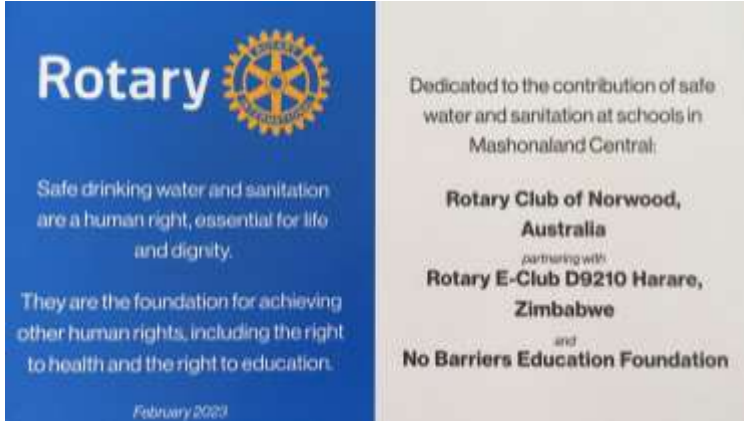 Rotary
ROTARY
INTERNATIONAL
Safe drinking water and sanitation
are a human right, essential for life
and dignity.
They are the foundation for achieving
other human rights, including the right
to health and the right to education.
February 2023
Dedicated to the contribution of safe
water and sanitation at schools in
Mashonaland Central:
Rotary Club of Norwood,
Australia
partnering with
Rotary E-Club D9210 Harare,
Zimbabwe
and
No Barriers Education Foundation